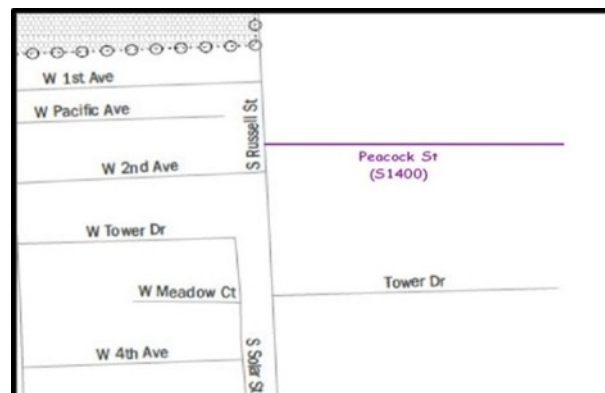 W 1st Ave
W Pacific Ave
S Russell St
Peacock St
(S1400)
W 2nd Ave
W Tower Dr
Tower Dr
W Meadow Ct
W 4th Ave
S Solar St